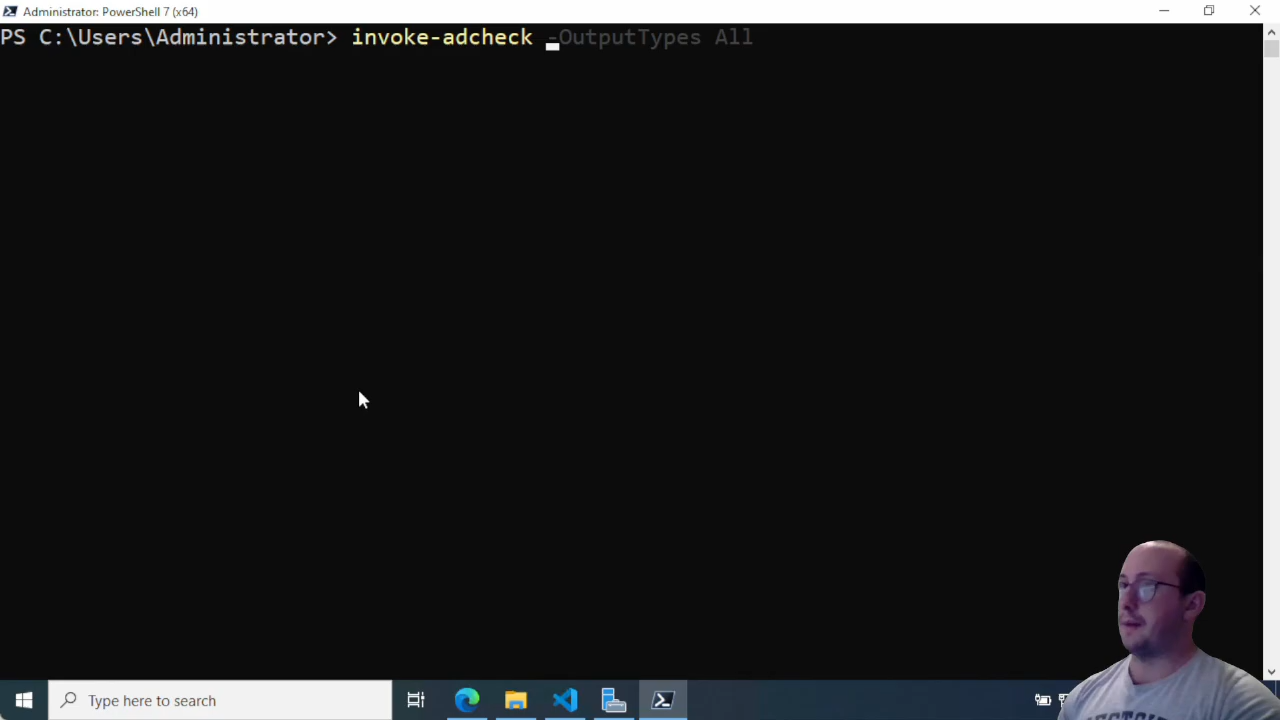 Administrator: PowerShell 7 (x64)
PS C:\Users\Administrator> invoke-adcheck -OutputTypes All
Type here to search